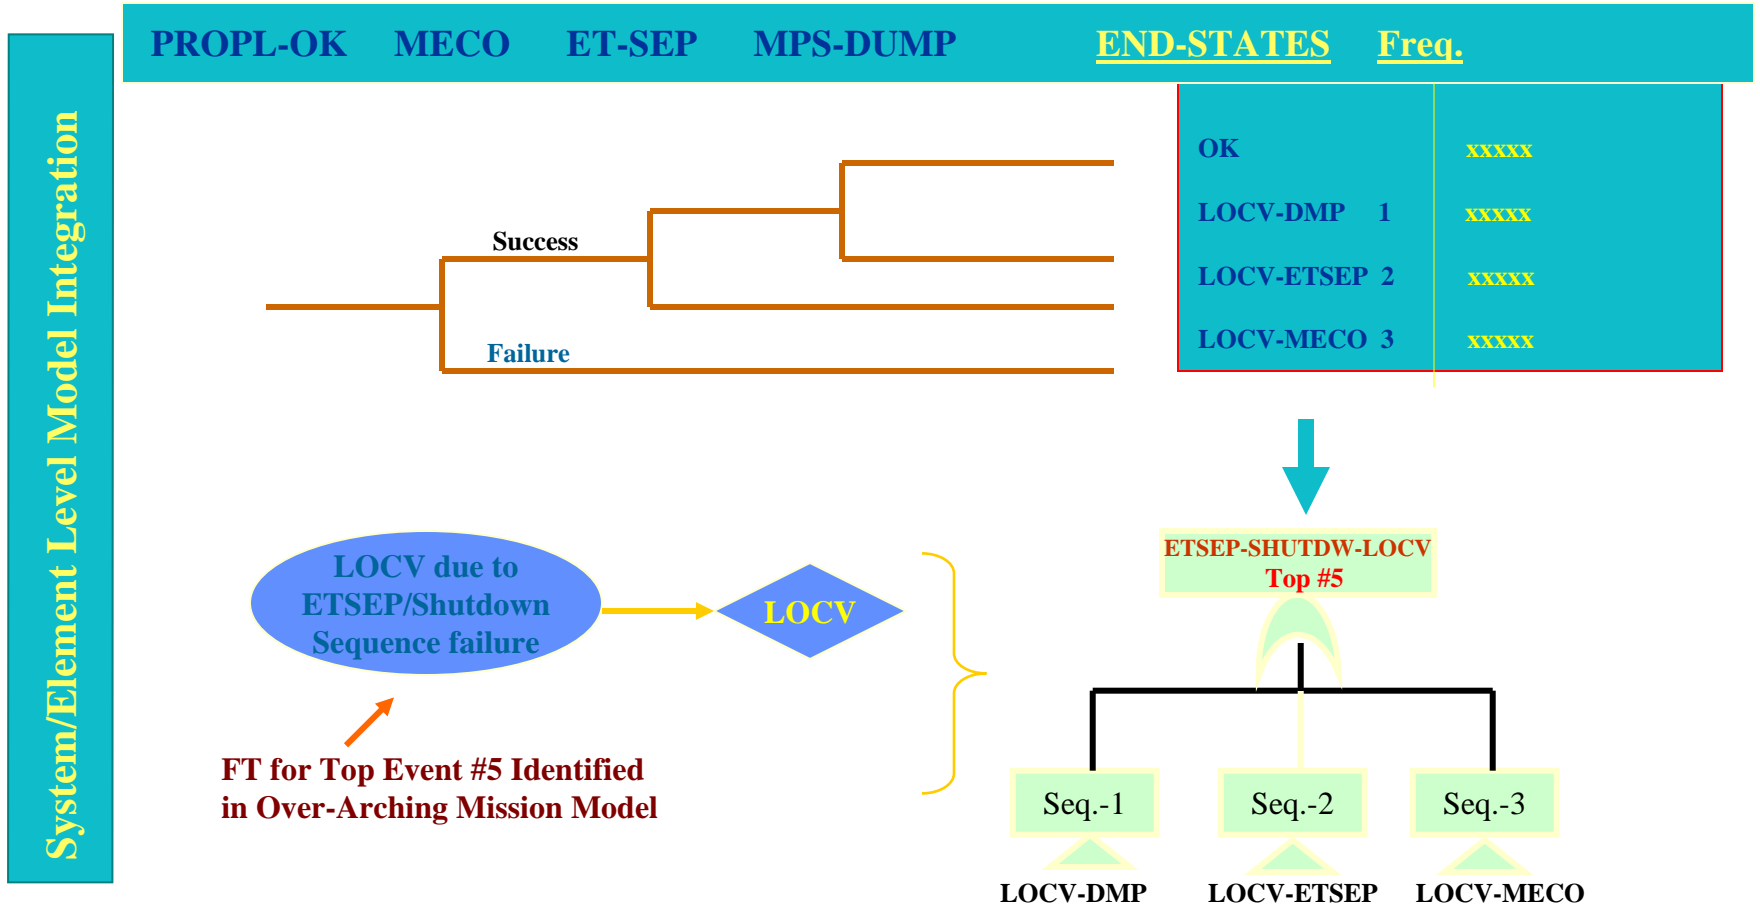 System/Element Level Model Integration
PROPL-OK MECO ET-SEP MPS-DUMP END-STATES Freq.
OK xxxxx
LOCV-DMP 1 xxxxx
LOCV-ETSEP 2 xxxxx
LOCV-MECO 3 xxxxx
Success
Failure
LOCV due to
ETSEP/Shutdown
Sequence failure
LOCV
FT for Top Event #5 Identified
in Over-Arching Mission Model
ETSEP-SHUTDW-LOCV
Top #5
Seq.-1 Seq.-2 Seq.-3
LOCV-DMP LOCV-ETSEP LOCV-MECO